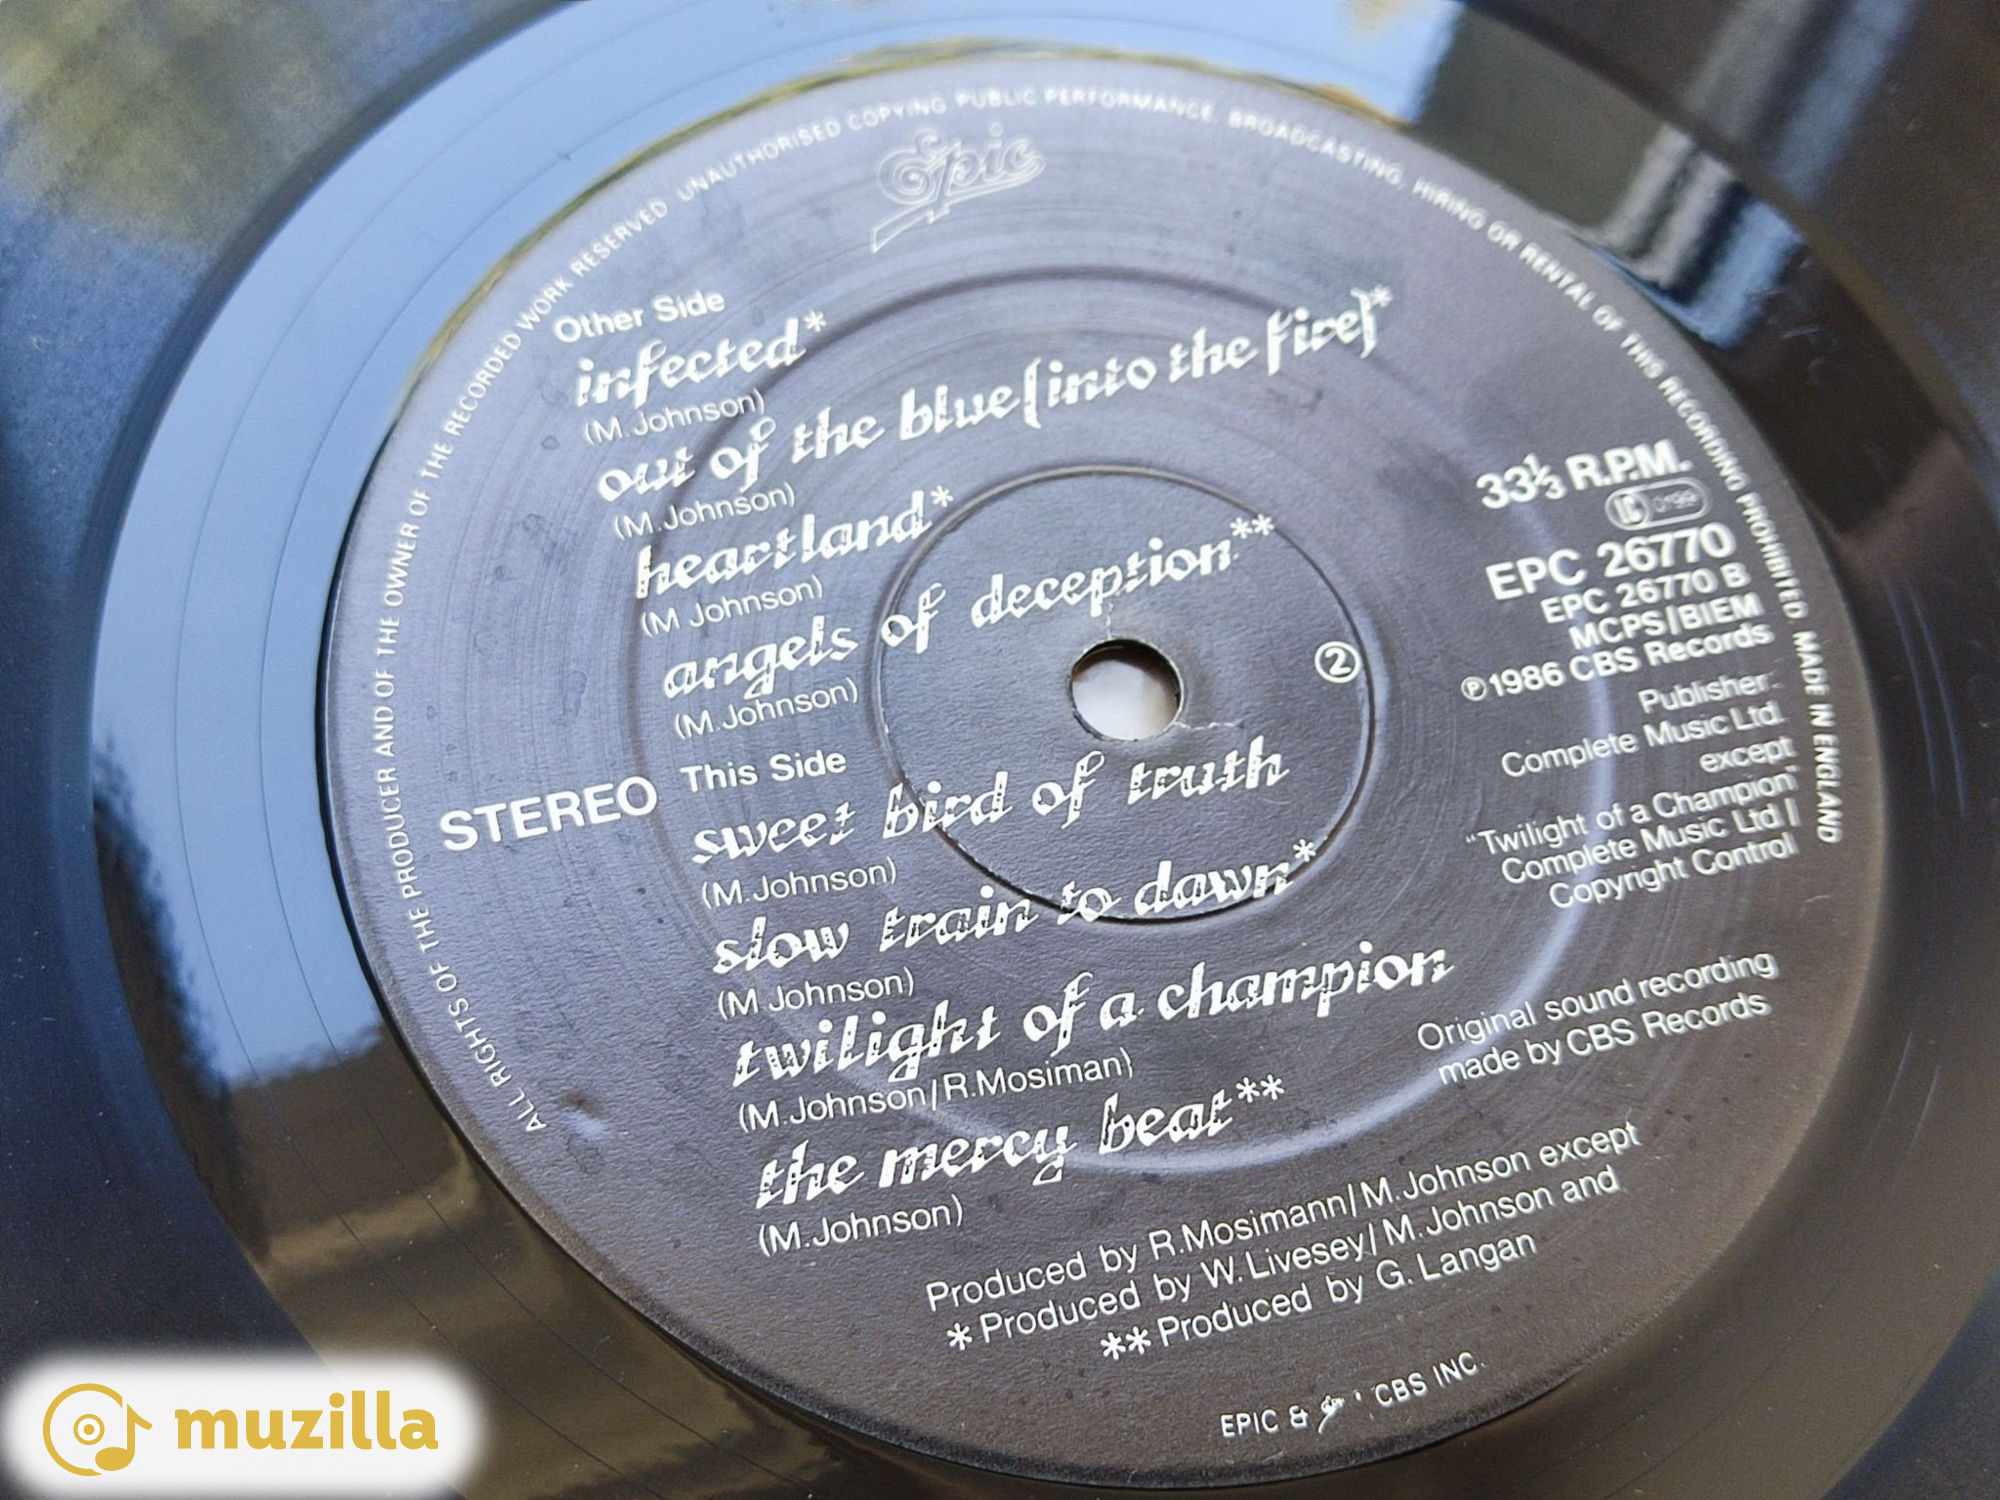 ALL RIGHTS OF THE PRODUCER AND OF THE OWNER OF THE RECORDED WORK RESERVED UNAUTHORISED COPYING PUBLIC PERFORMANCE. BROADCASTING. HIRING OR RENTAL OF THIS RECORDING PROHIBITED. MADE IN ENGLAND
Epic
Other Side
infected*
(M. Johnson)
out of the blue (into the fire)*
(M. Johnson)
heartland*
(M Johnson)
angels of deception**
(M. Johnson)
STEREO
This Side
sweet bird of truth
(M. Johnson)
slow train to dawn*
(M Johnson)
twilight of a champion
(M. Johnson/R.Mosiman)
the mercy beat**
(M. Johnson)
33⅓ R.P.M.
EPC 26770
EPC 26770 B
MCPS/BIEM
℗1986 CBS Records
②
Publisher:
Complete Music Ltd.
except
"Twilight of a Champion"
Complete Music Ltd |
Copyright Control
Original sound recording
made by CBS Records
Produced by R.Mosimann/M.Johnson except
* Produced by W.Livesey/M.Johnson and
** Produced by G. Langan
EPIC & CBS INC.
muzilla